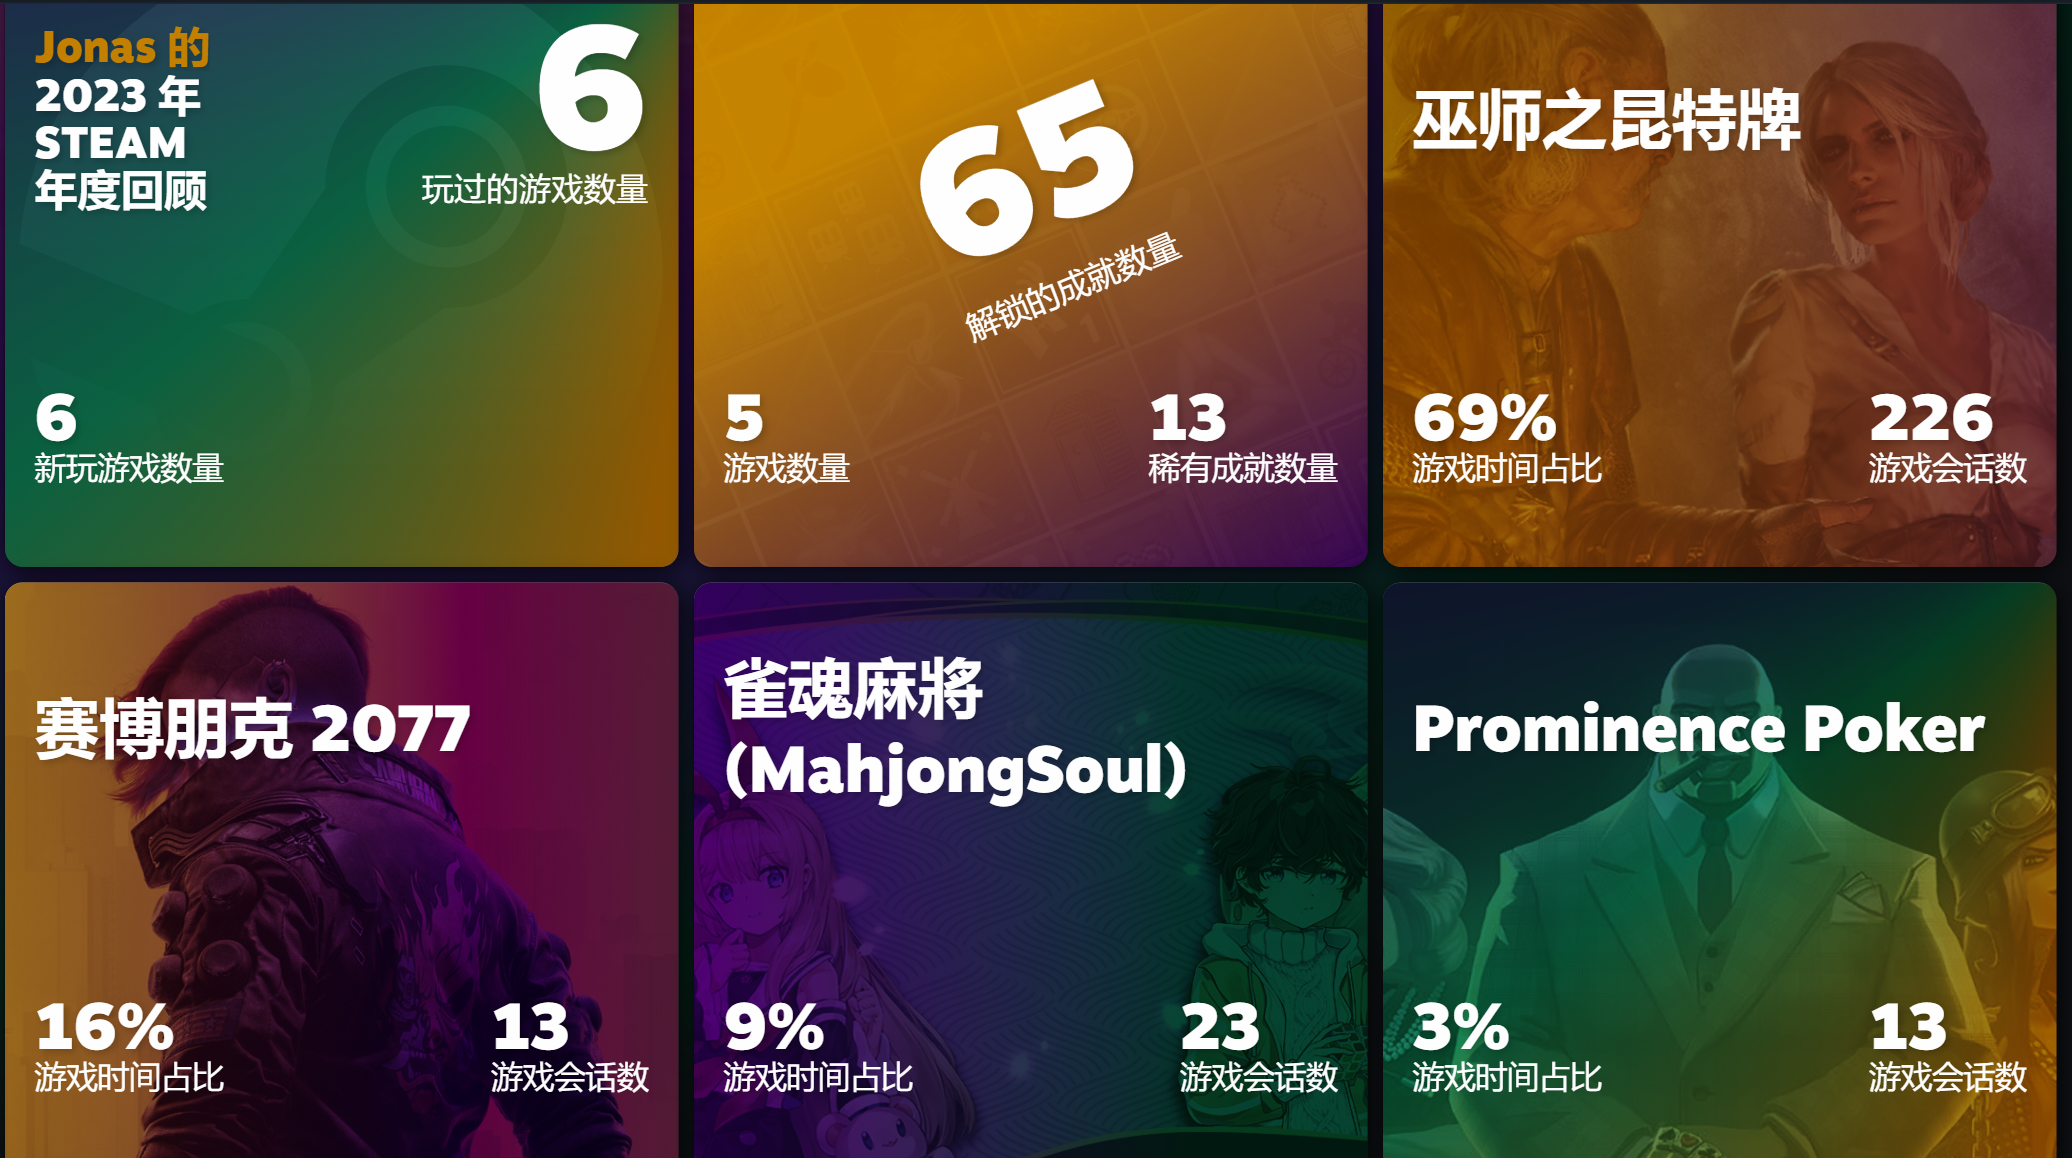 Jonas 的
2023 年
STEAM
年度回顾
6
玩过的游戏数量
6
新玩游戏数量
65
解锁的成就数量
5
游戏数量
13
稀有成就数量
巫师之昆特牌
69%
游戏时间占比
226
游戏会话数
赛博朋克 2077
16%
游戏时间占比
13
游戏会话数
雀魂麻將
(MahjongSoul)
9%
游戏时间占比
23
游戏会话数
Prominence Poker
3%
游戏时间占比
13
游戏会话数